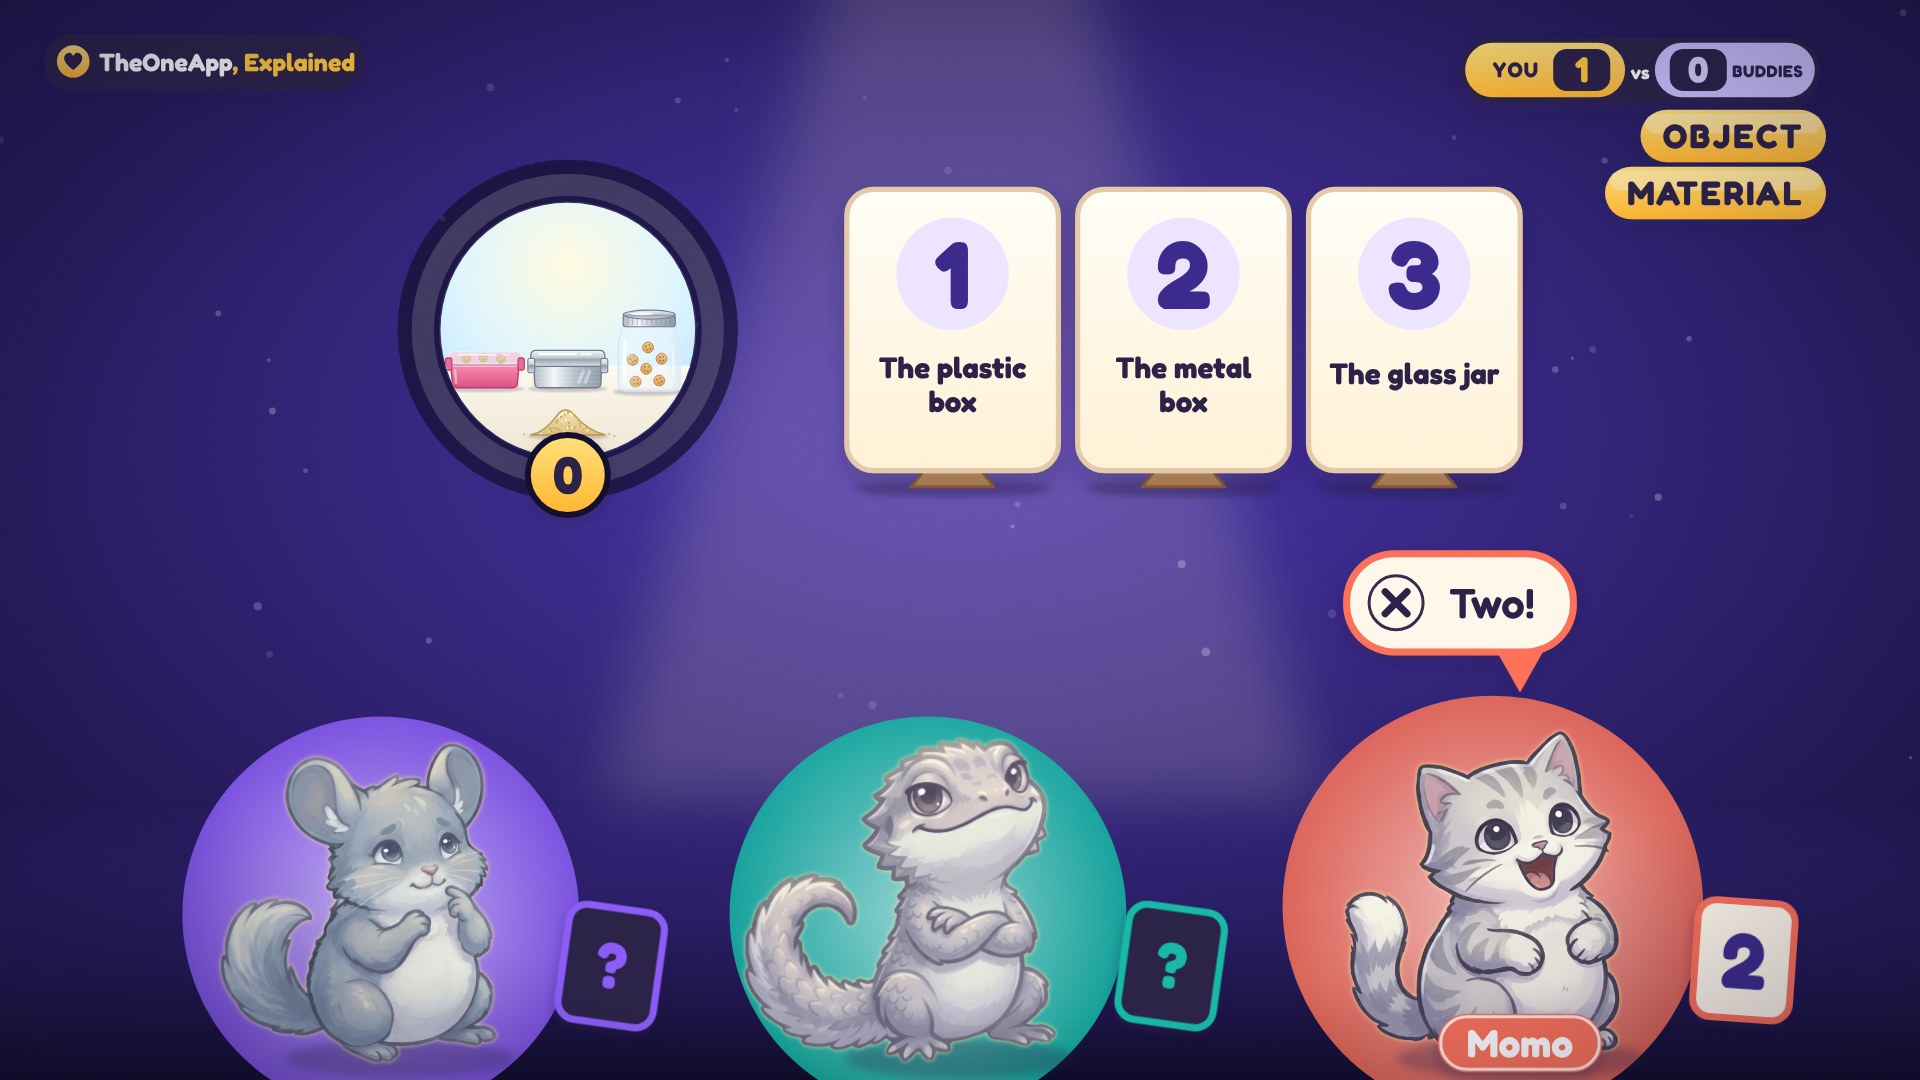 TheOneApp, Explained
YOU 1 vs 0 BUDDIES
OBJECT
MATERIAL
1
The plastic
box
2
The metal
box
3
The glass jar
0
Two!
?
?
2
Momo